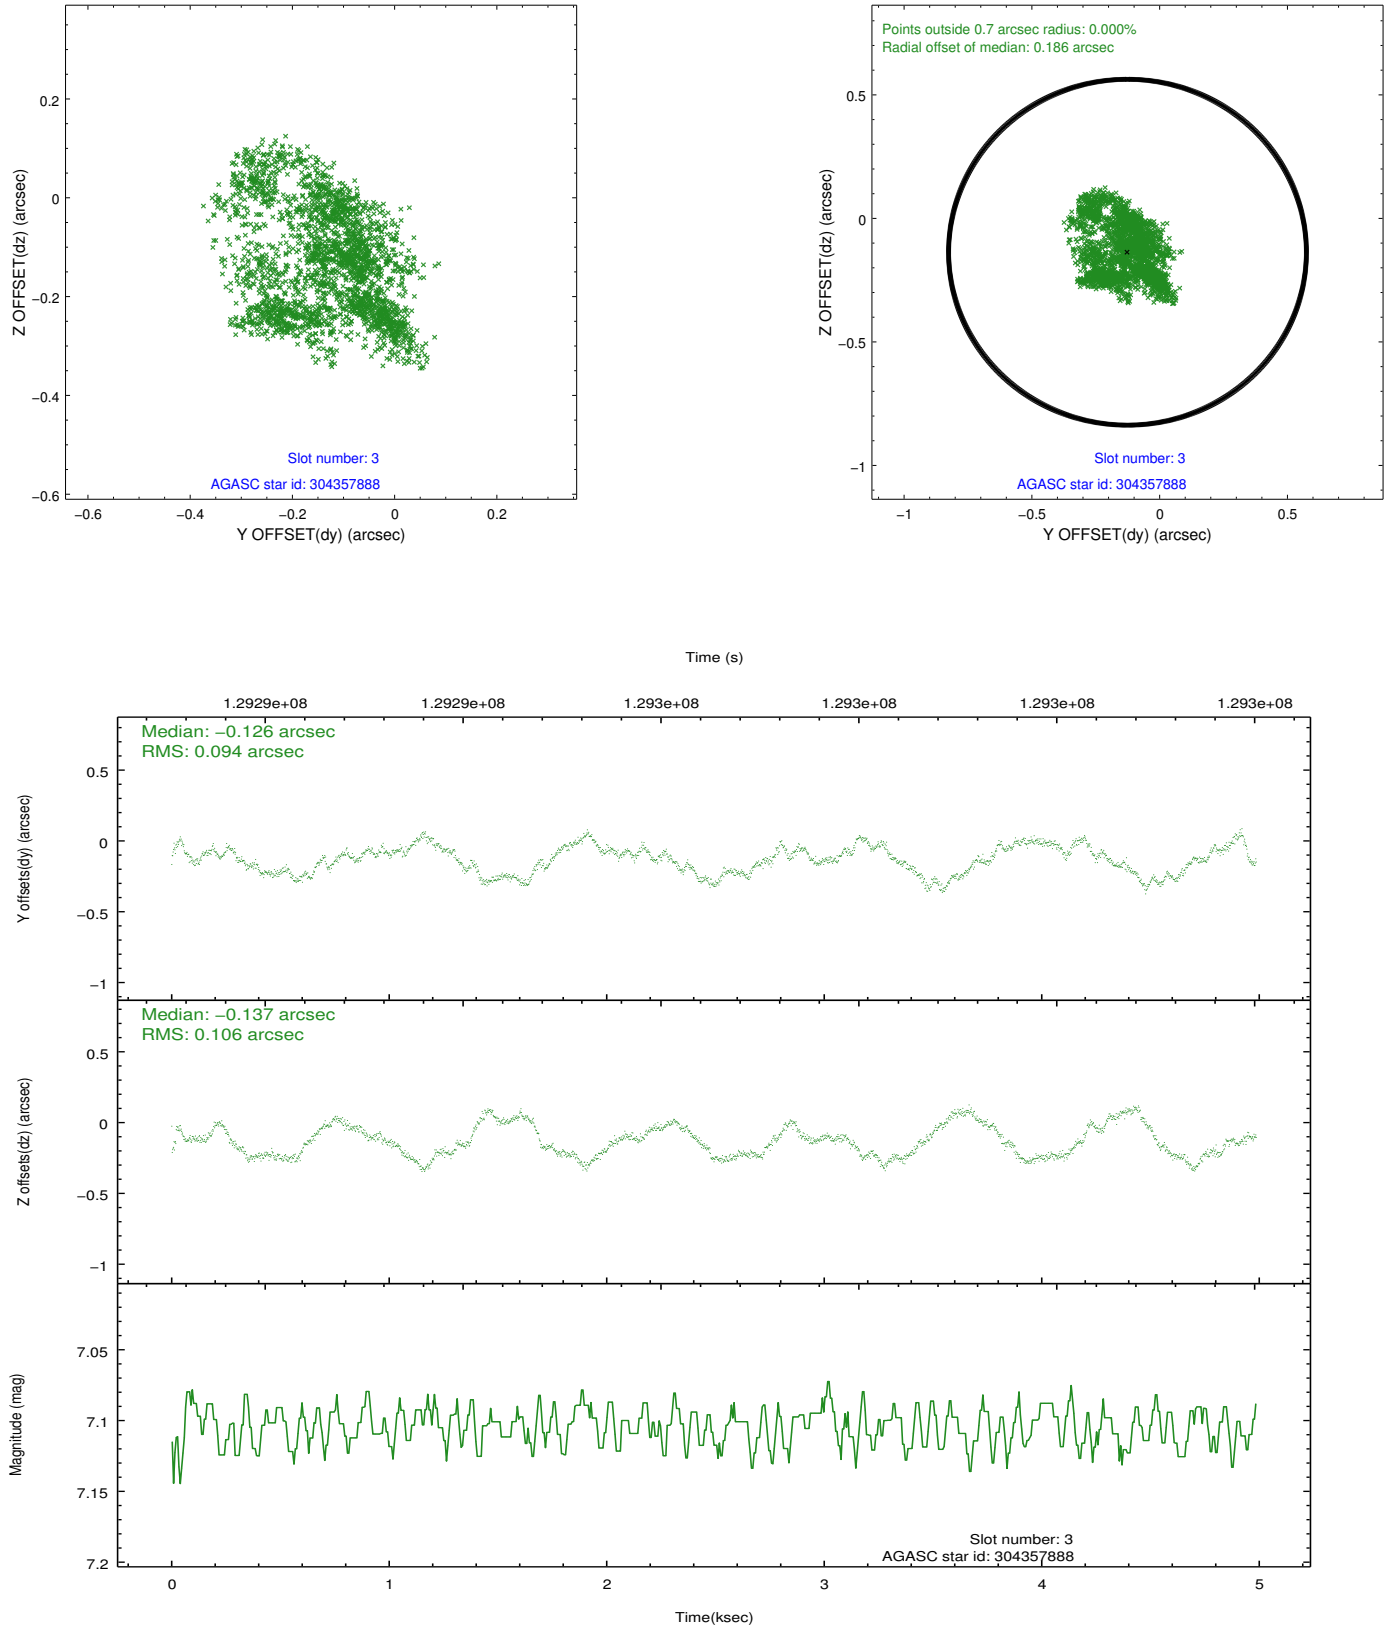 0.2
0
−0.2
−0.4
−0.6
Z OFFSET(dz) (arcsec)
Slot number: 3
AGASC star id: 304357888
−0.6
−0.4
−0.2
0
0.2
Y OFFSET(dy) (arcsec)
Points outside 0.7 arcsec radius: 0.000%
Radial offset of median: 0.186 arcsec
0.5
0
−0.5
−1
Z OFFSET(dz) (arcsec)
Slot number: 3
AGASC star id: 304357888
−1
−0.5
0
0.5
Y OFFSET(dy) (arcsec)
Time (s)
1.2929e+08
1.2929e+08
1.293e+08
1.293e+08
1.293e+08
1.293e+08
Median: −0.126 arcsec
RMS: 0.094 arcsec
0.5
0
−0.5
−1
Y offsets(dy) (arcsec)
Median: −0.137 arcsec
RMS: 0.106 arcsec
0.5
0
−0.5
−1
Z offsets(dz) (arcsec)
7.05
7.1
7.15
7.2
Magnitude (mag)
Slot number: 3
AGASC star id: 304357888
0
1
2
3
4
5
Time(ksec)